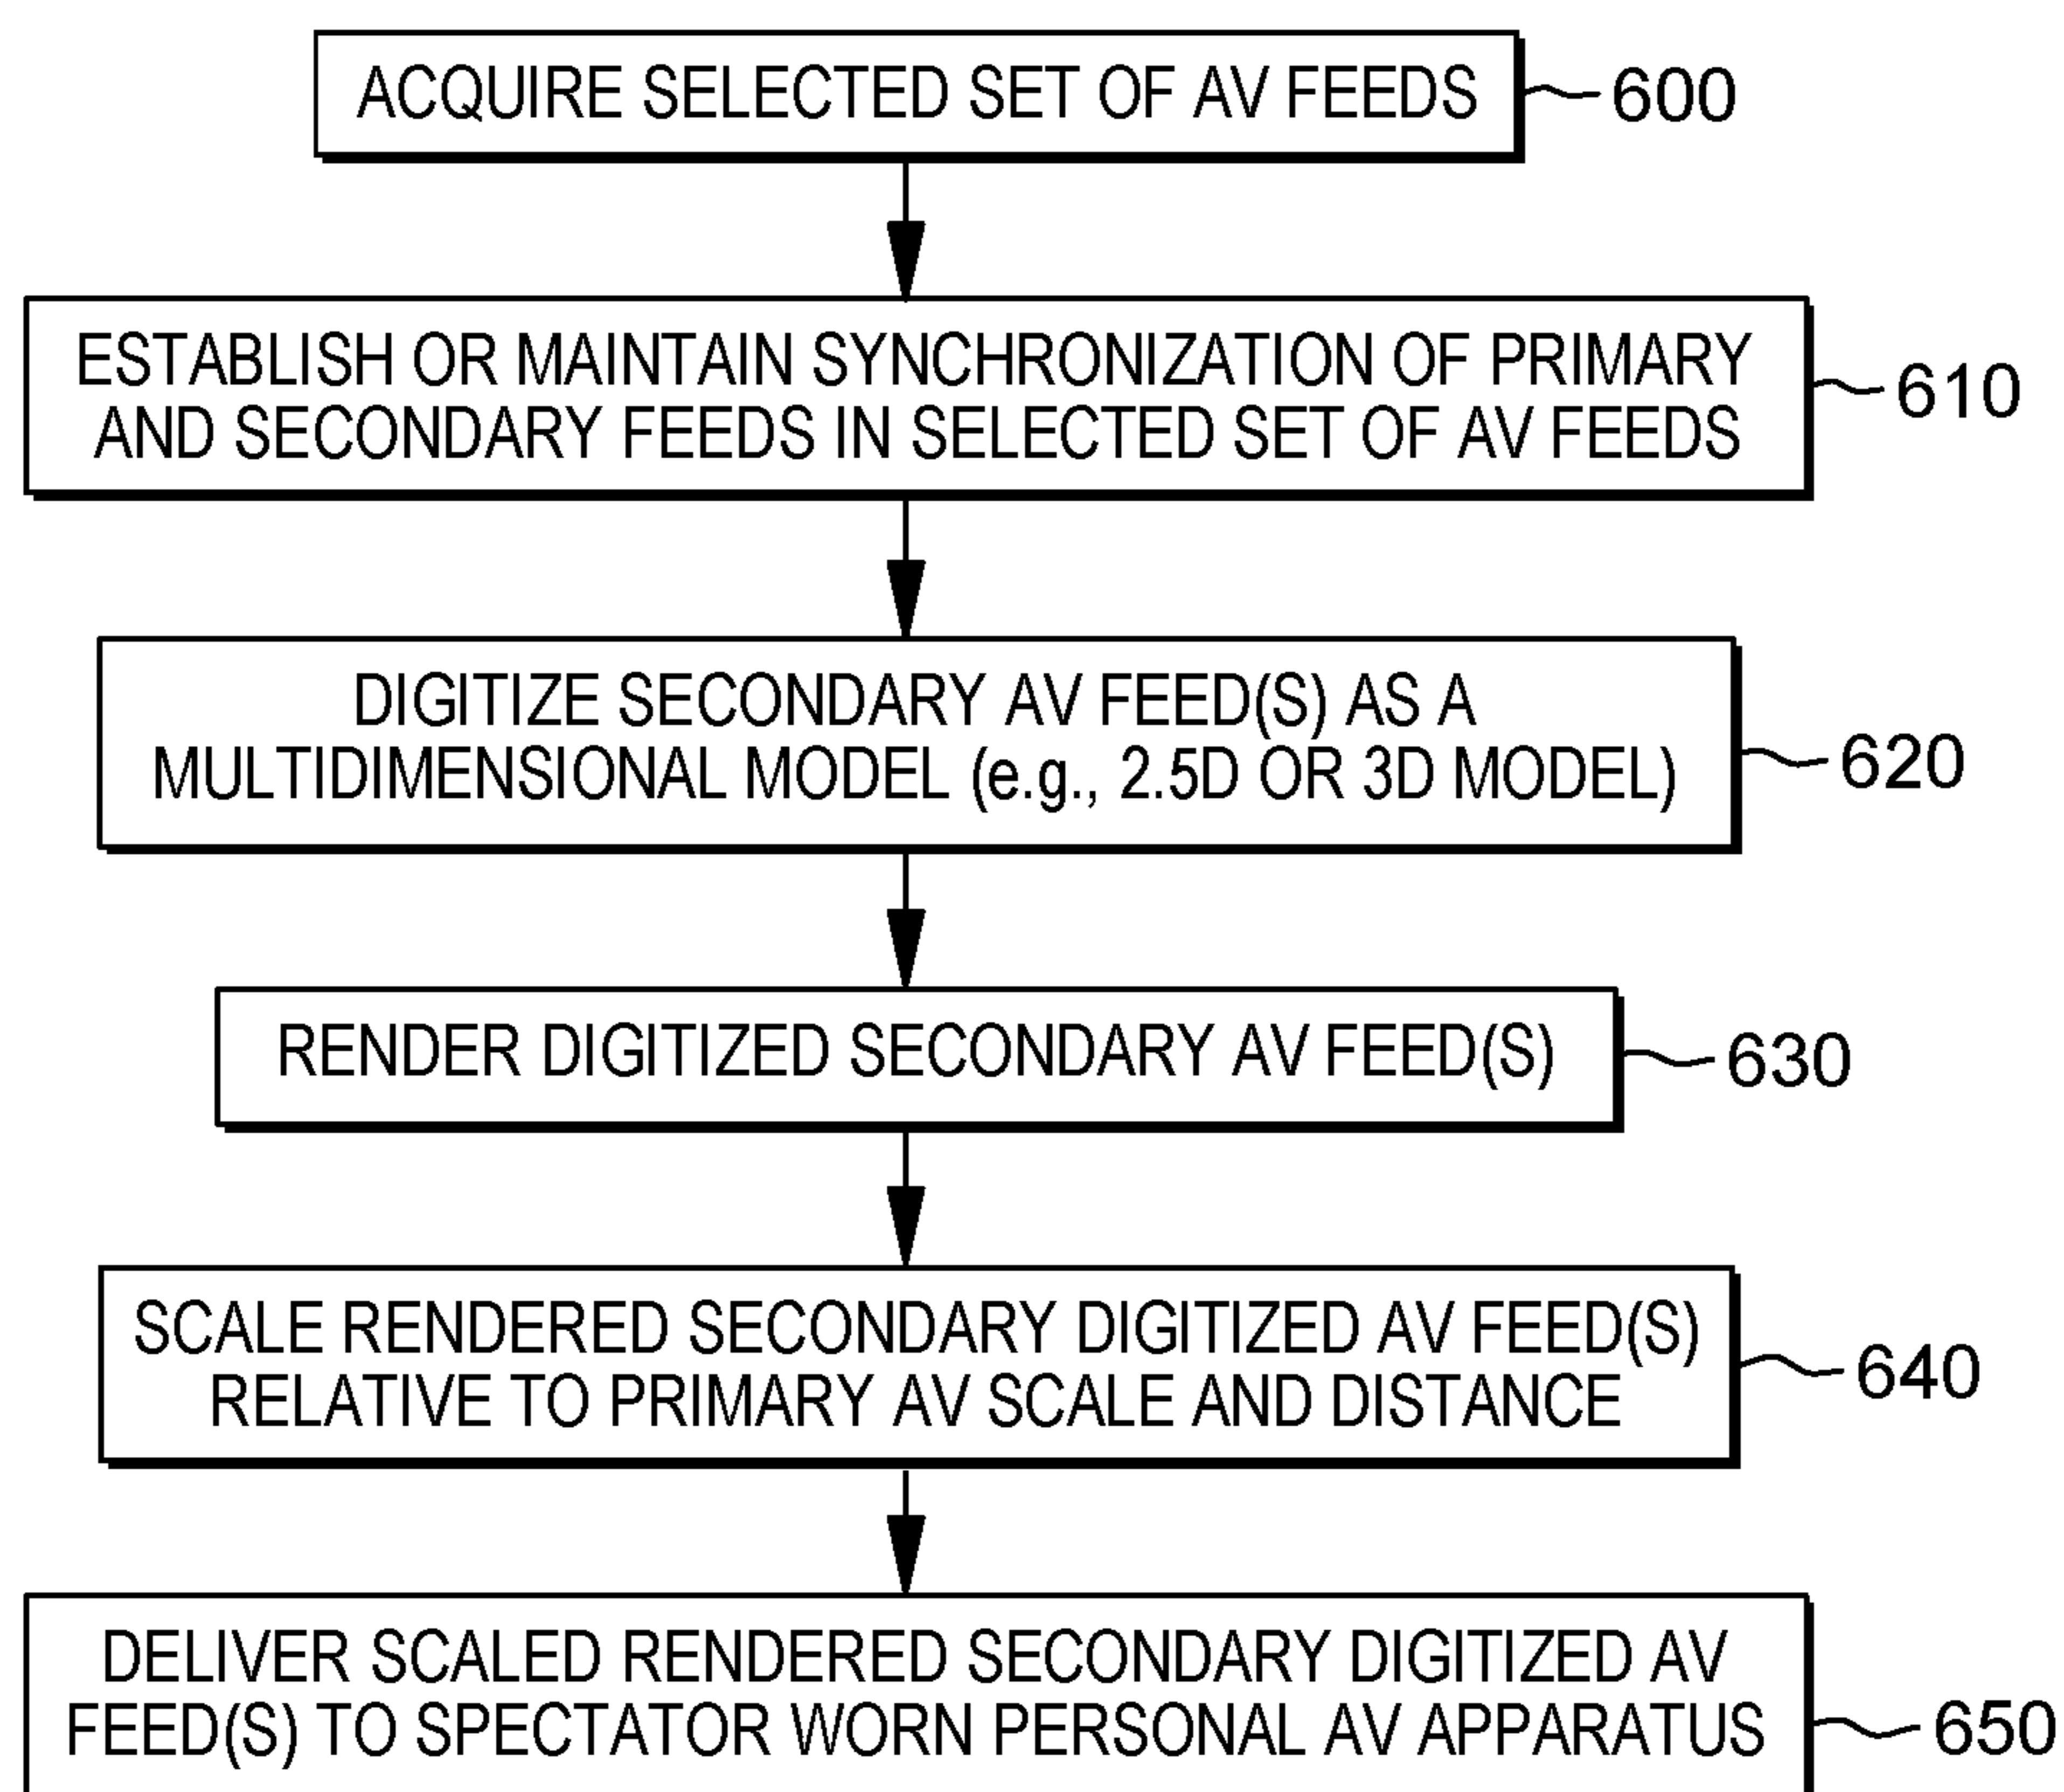 ACQUIRE SELECTED SET OF AV FEEDS
600
ESTABLISH OR MAINTAIN SYNCHRONIZATION OF PRIMARY
AND SECONDARY FEEDS IN SELECTED SET OF AV FEEDS
610
DIGITIZE SECONDARY AV FEED(S) AS A
MULTIDIMENSIONAL MODEL (e.g., 2.5D OR 3D MODEL)
620
RENDER DIGITIZED SECONDARY AV FEED(S)
630
SCALE RENDERED SECONDARY DIGITIZED AV FEED(S)
RELATIVE TO PRIMARY AV SCALE AND DISTANCE
640
DELIVER SCALED RENDERED SECONDARY DIGITIZED AV
FEED(S) TO SPECTATOR WORN PERSONAL AV APPARATUS
650